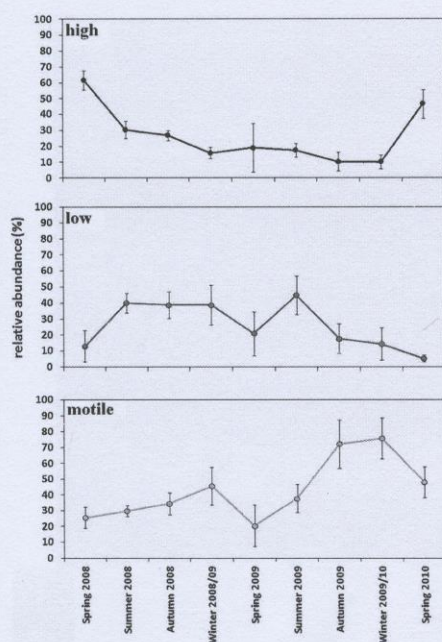 100
90
80
70
60
50
40
30
20
10
0
high
100
90
80
70
60
50
40
30
20
10
0
low
100
90
80
70
60
50
40
30
20
10
0
motile
relative abundance (%)
Spring 2008
Summer 2008
Autumn 2008
Winter 2008/09
Spring 2009
Summer 2009
Autumn 2009
Winter 2009/10
Spring 2010